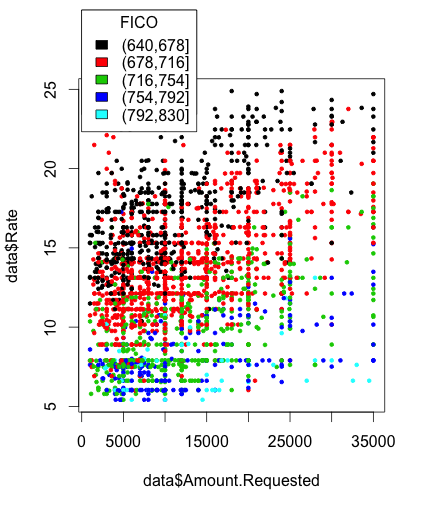 FICO
(640,678]
(678,716]
(716,754]
(754,792]
(792,830]
data$Rate
25
20
15
10
5
0 5000 15000 25000 35000
data$Amount.Requested